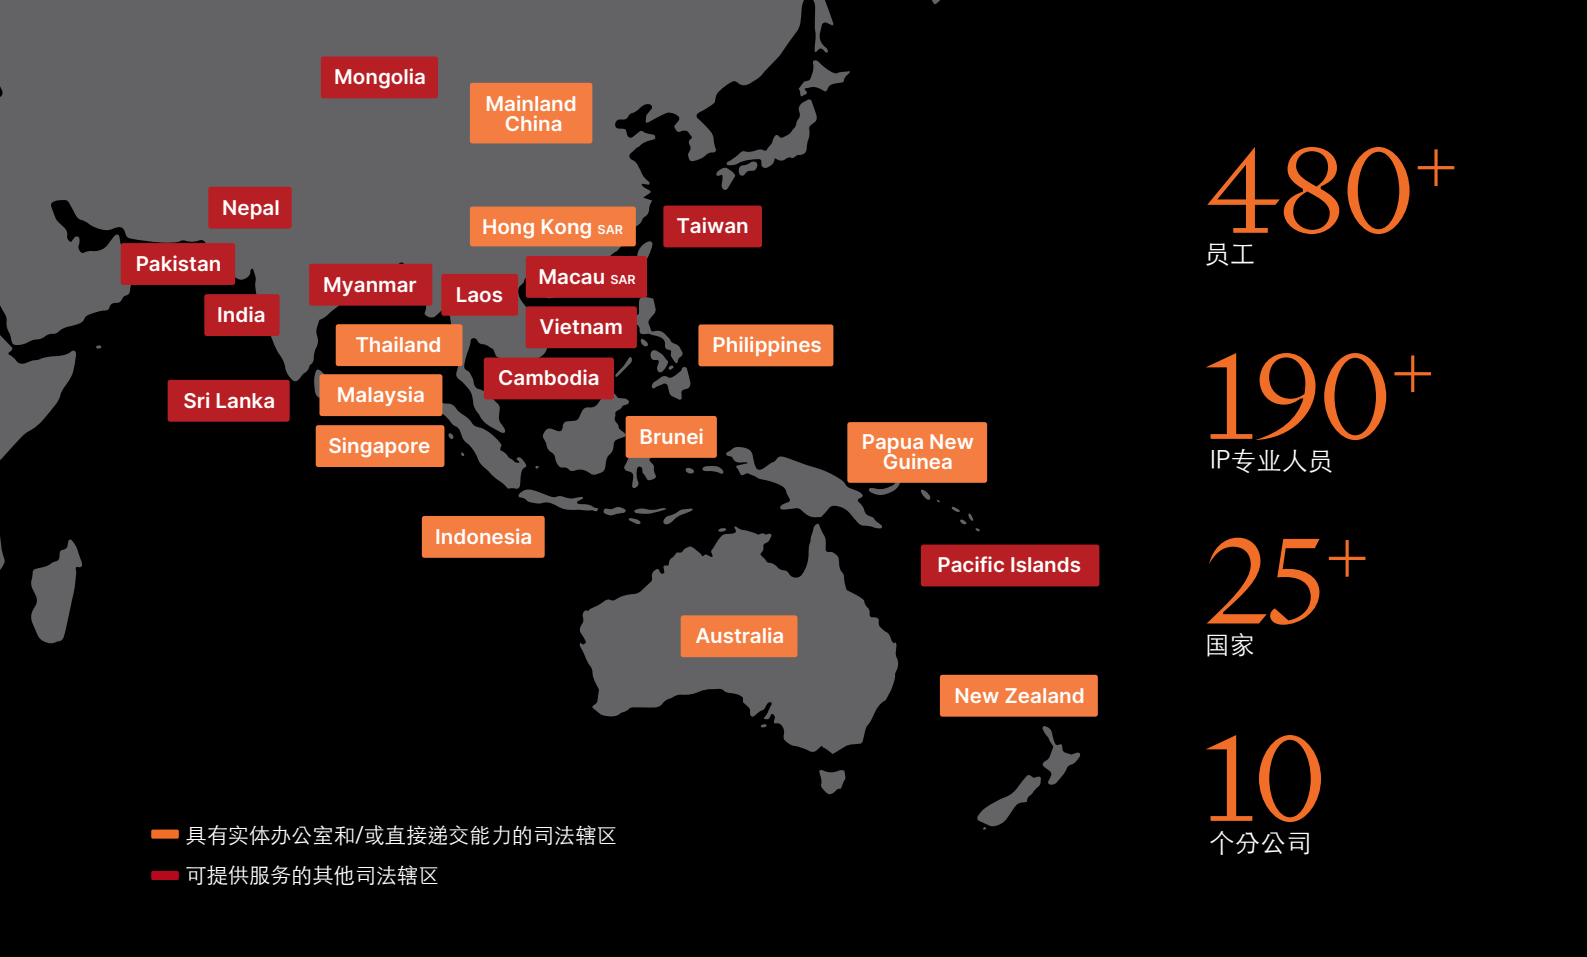 Mongolia
Mainland
China
Nepal
Hong Kong SAR
Taiwan
Pakistan
Myanmar
Laos
Macau SAR
India
Vietnam
Thailand
Philippines
Cambodia
Sri Lanka
Malaysia
Singapore
Brunei
Papua New
Guinea
Indonesia
Pacific Islands
Australia
New Zealand
具有实体办公室和/或直接递交能力的司法辖区
可提供服务的其他司法辖区
480+
员工
190+
IP专业人员
25+
国家
10
个分公司